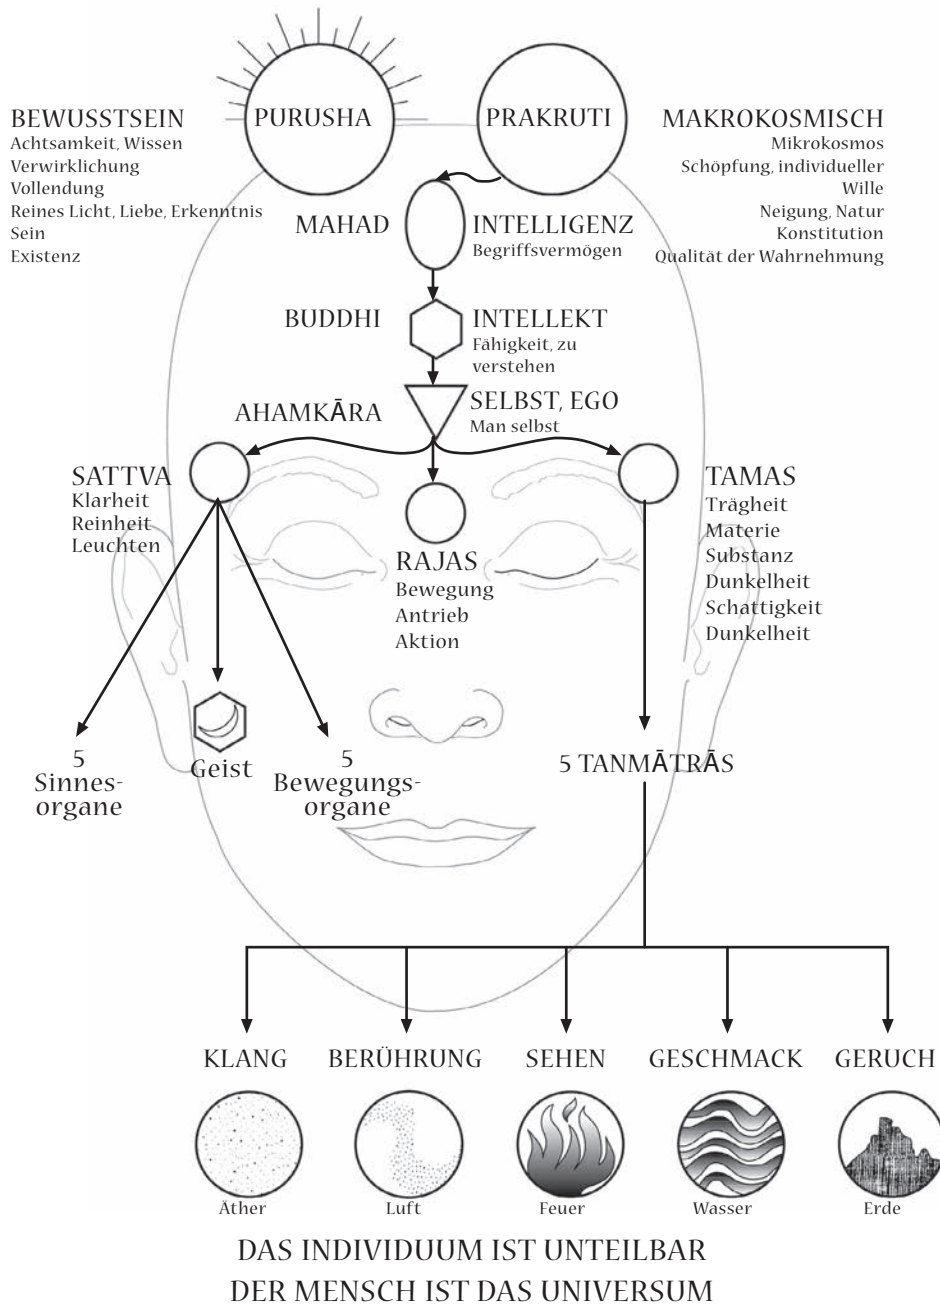 PURUSHA
PRAKRUTI
BEWUSSTSEIN
Achtsamkeit, Wissen
Verwirklichung
Vollendung
Reines Licht, Liebe, Erkenntnis
Sein
Existenz
MAKROKOSMISCH
Mikrokosmos
Schöpfung, individueller
Wille
Neigung, Natur
Konstitution
Qualität der Wahrnehmung
MAHAD
INTELLIGENZ
Begriffsvermögen
BUDDHI
INTELLEKT
Fähigkeit, zu
verstehen
AHAMKĀRA
SELBST, EGO
Man selbst
SATTVA
Klarheit
Reinheit
Leuchten
RAJAS
Bewegung
Antrieb
Aktion
TAMAS
Trägheit
Materie
Substanz
Dunkelheit
Schattigkeit
Dunkelheit
5
Sinnes-
organe
Geist
5
Bewegungs-
organe
5 TANMĀTRĀS
KLANG
BERÜHRUNG
SEHEN
GESCHMACK
GERUCH
Äther
Luft
Feuer
Wasser
Erde
DAS INDIVIDUUM IST UNTEILBAR
DER MENSCH IST DAS UNIVERSUM